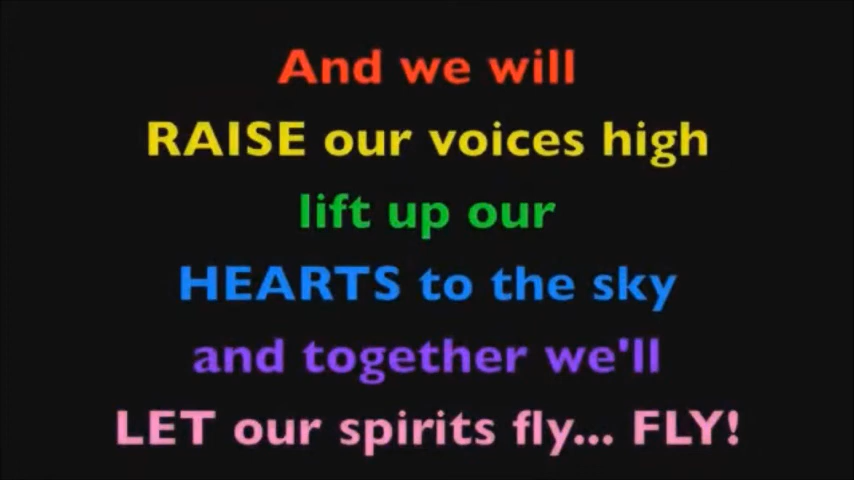 And we will
RAISE our voices high
lift up our
HEARTS to the sky
and together we'll
LET our spirits fly... FLY!